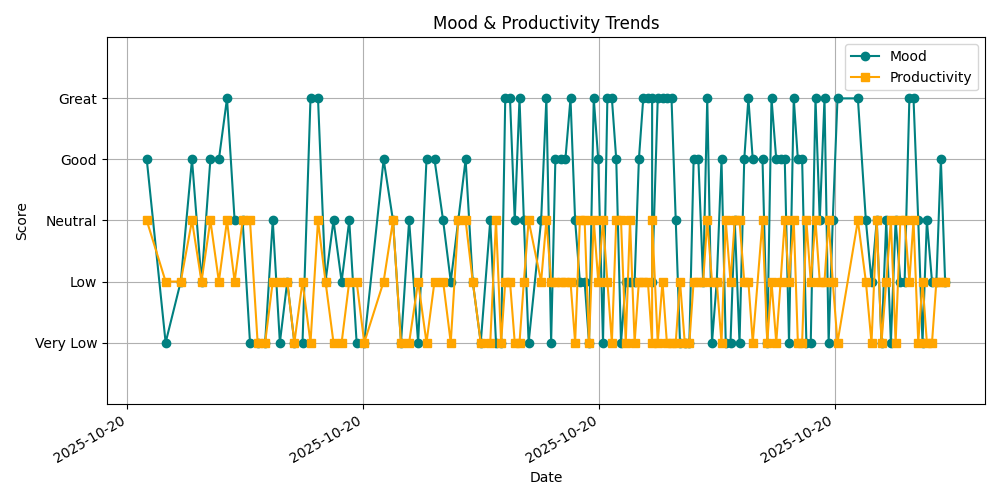 Mood & Productivity Trends
Mood
Productivity
Great
Good
Neutral
Low
Very Low
Score
2025-10-20
2025-10-20
2025-10-20
2025-10-20
Date